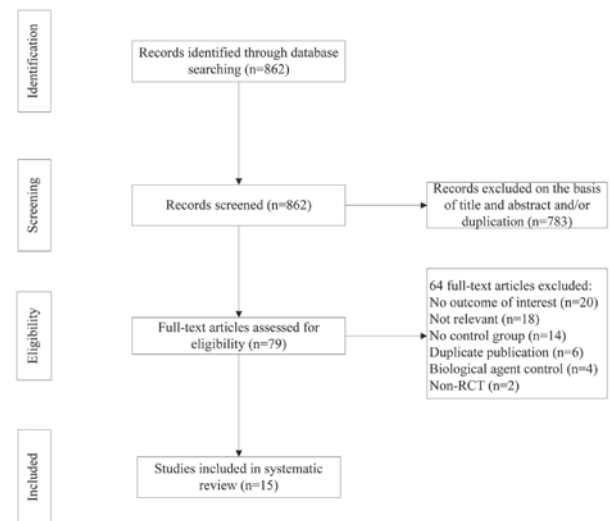 Identification
Records identified through database
searching (n=862)
Screening
Records screened (n=862)
Records excluded on the basis
of title and abstract and/or
duplication (n=783)
Eligibility
Full-text articles assessed for
eligibility (n=79)
64 full-text articles excluded:
No outcome of interest (n=20)
Not relevant (n=18)
No control group (n=14)
Duplicate publication (n=6)
Biological agent control (n=4)
Non-RCT (n=2)
Included
Studies included in systematic
review (n=15)